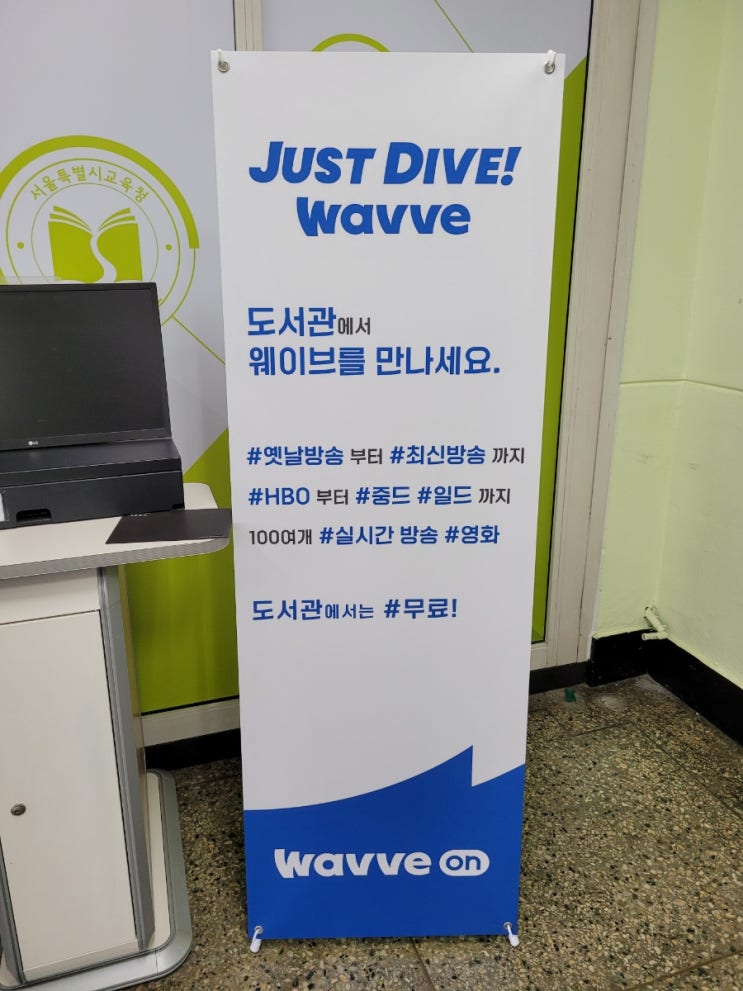 서울특별시교육청
JUST DIVE!
wavve
도서관에서
웨이브를 만나세요.
#옛날방송 부터 #최신방송 까지
#HBO 부터 #중드 #일드 까지
100여개 #실시간 방송 #영화
도서관에서는 #무료!
LG
wavve on